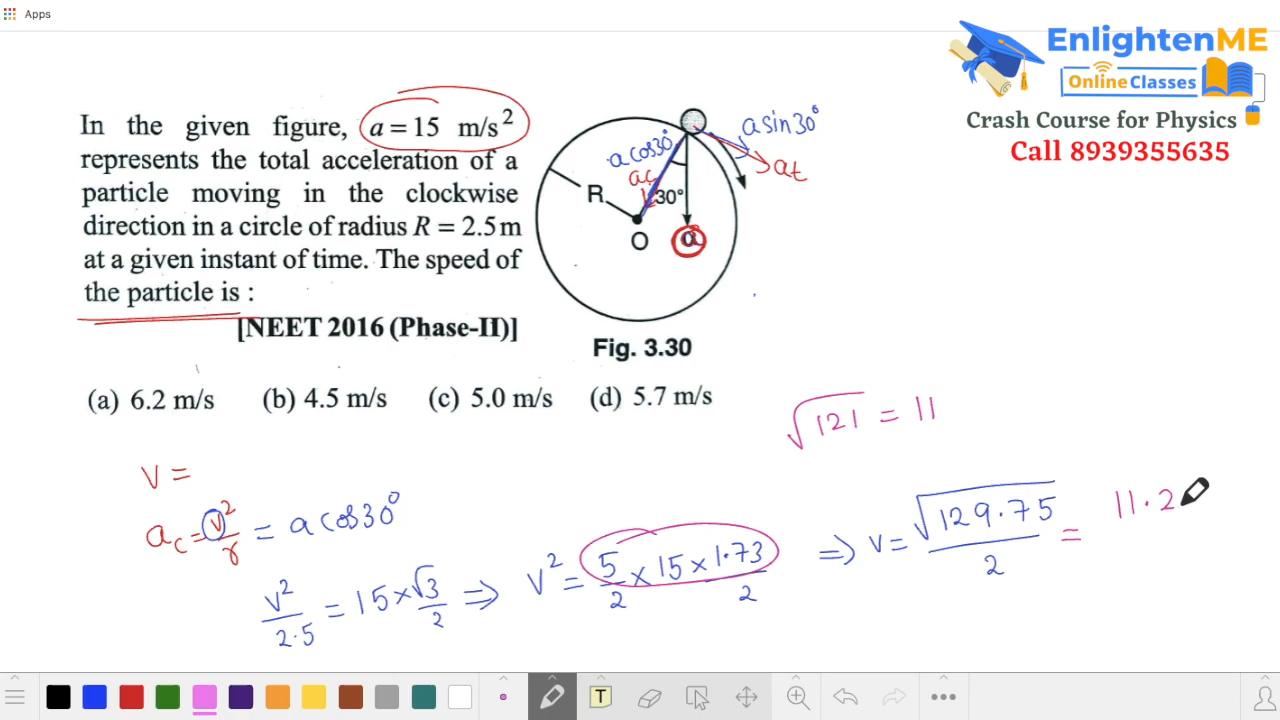 Apps
EnlightenME
Online Classes
Crash Course for Physics
Call 8939355635
In the given figure, a = 15 m/s²
represents the total acceleration of a
particle moving in the clockwise
direction in a circle of radius R = 2.5 m
at a given instant of time. The speed of
the particle is :
[NEET 2016 (Phase-II)]
a sin30°
a cos30°
ac
at
R
30°
O
a
Fig. 3.30
(a) 6.2 m/s (b) 4.5 m/s (c) 5.0 m/s (d) 5.7 m/s
√121 = 11
v =
ac = v²/r = a cos30°
v²/2.5 = 15 × √3/2 ⇒ v² = 5/2 × 15 × 1.73/2 ⇒ v = √129.75/2 = 11.2
T